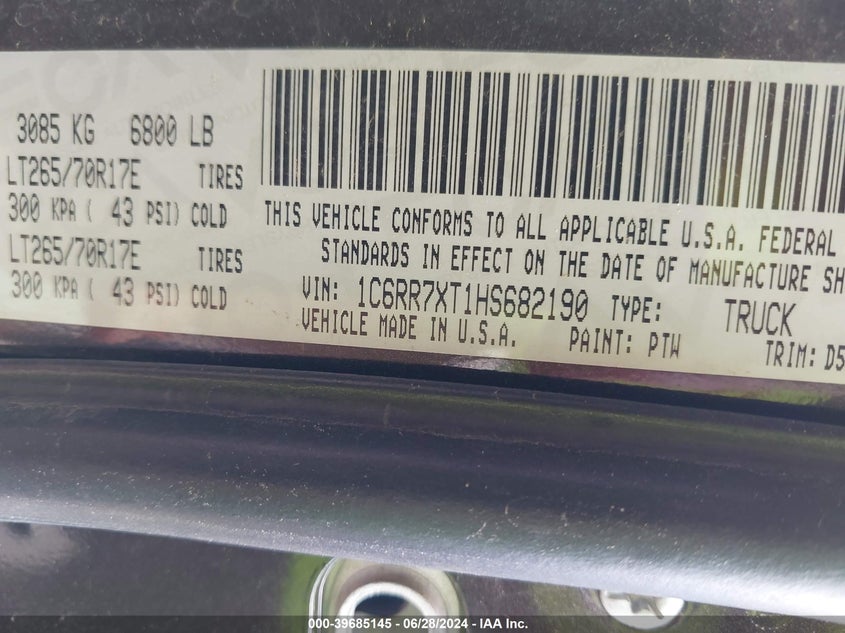 3085 KG 6800 LB
LT265/70R17E TIRES
300 KPA ( 43 PSI) COLD
LT265/70R17E TIRES
300 KPA ( 43 PSI) COLD
THIS VEHICLE CONFORMS TO ALL APPLICABLE U.S.A. FEDERAL
STANDARDS IN EFFECT ON THE DATE OF MANUFACTURE SH
VIN: 1C6RR7XT1HS682190 TYPE: TRUCK
VEHICLE MADE IN U.S.A. PAINT: PTW TRIM: D5
000-39685145 - 06/28/2024 - IAA Inc.